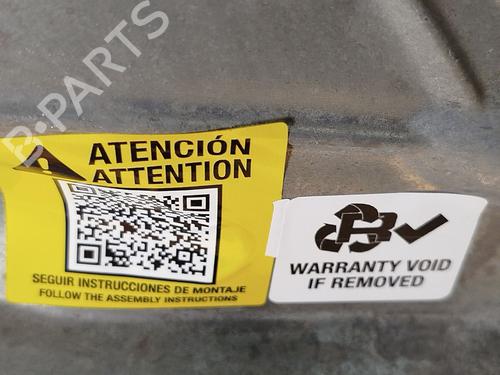 B-PARTS
ATENCIÓN
ATTENTION
SEGUIR INSTRUCCIONES DE MONTAJE
FOLLOW THE ASSEMBLY INSTRUCTIONS
WARRANTY VOID
IF REMOVED